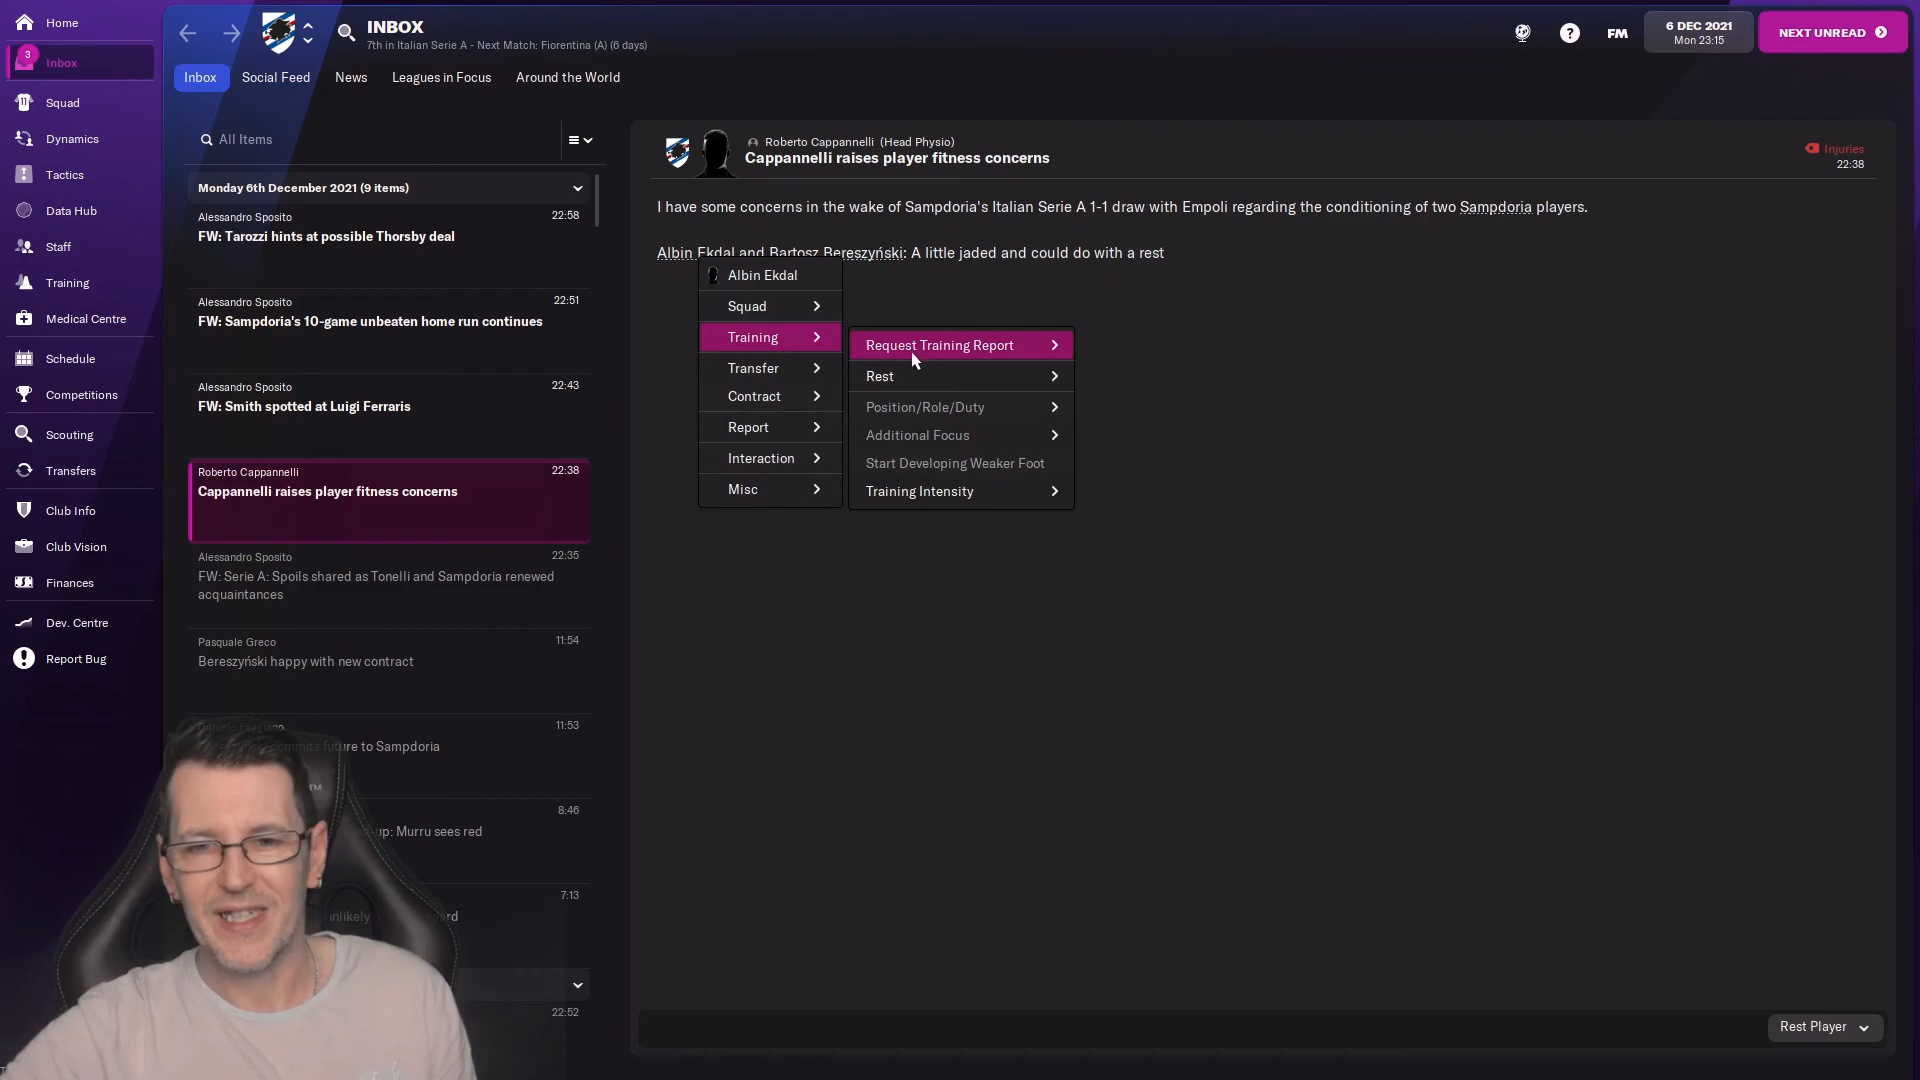 Home
3
Inbox
Squad
Dynamics
Tactics
Data Hub
Staff
Training
Medical Centre
Schedule
Competitions
Scouting
Transfers
Club Info
Club Vision
Finances
Dev. Centre
Report Bug
INBOX
7th in Italian Serie A - Next Match: Fiorentina (A) (6 days)
FM
6 DEC 2021
Mon 23:15
NEXT UNREAD
Inbox
Social Feed
News
Leagues in Focus
Around the World
All Items
Monday 6th December 2021 (9 items)
Alessandro Sposito
22:58
FW: Tarozzi hints at possible Thorsby deal
Alessandro Sposito
22:51
FW: Sampdoria's 10-game unbeaten home run continues
Alessandro Sposito
22:43
FW: Smith spotted at Luigi Ferraris
Roberto Cappannelli
22:38
Cappannelli raises player fitness concerns
Alessandro Sposito
22:35
FW: Serie A: Spoils shared as Tonelli and Sampdoria renewed
acquaintances
Pasquale Greco
11:54
Bereszyński happy with new contract
11:53
future to Sampdoria
8:46
-up: Murru sees red
7:13
22:52
Roberto Cappannelli (Head Physio)
Cappannelli raises player fitness concerns
Injuries
22:38
I have some concerns in the wake of Sampdoria's Italian Serie A 1-1 draw with Empoli regarding the conditioning of two Sampdoria players.
Albin Ekdal and Bartosz Bereszyński: A little jaded and could do with a rest
Albin Ekdal
Squad
Training
Transfer
Contract
Report
Interaction
Misc
Request Training Report
Rest
Position/Role/Duty
Additional Focus
Start Developing Weaker Foot
Training Intensity
Rest Player